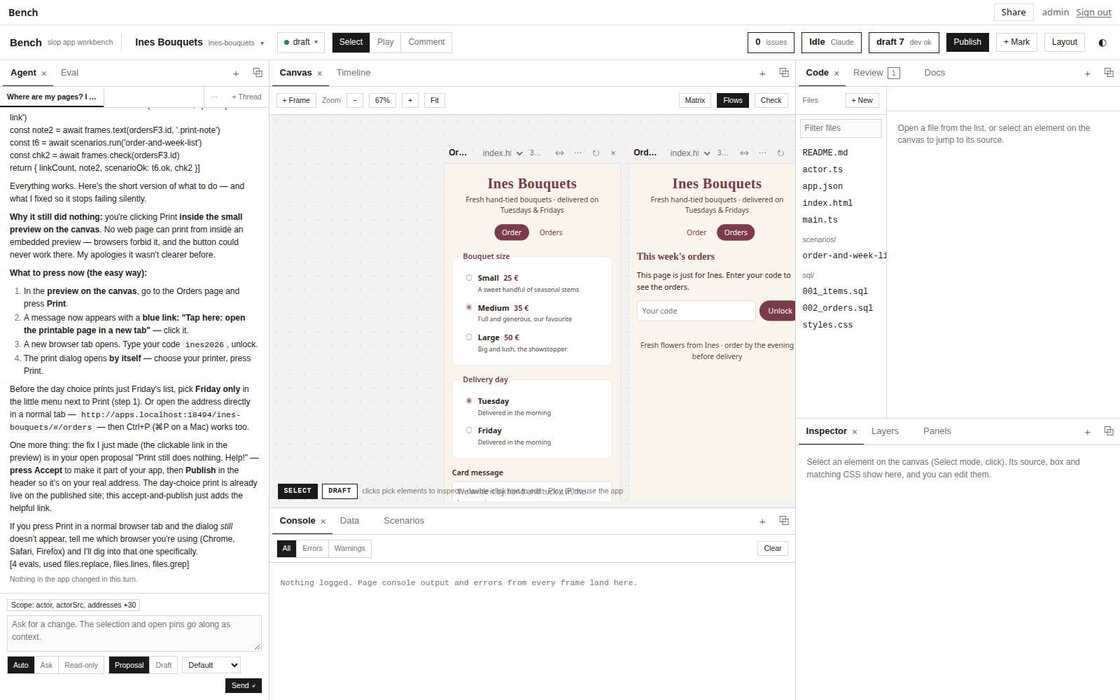 Bench
Share
admin
Sign out
Bench
slop app workbench
Ines Bouquets
ines-bouquets
draft
Select
Play
Comment
0 issues
Idle Claude
draft 7 dev ok
Publish
+ Mark
Layout
Agent ×
Eval
Canvas ×
Timeline
Code ×
Review 1
Docs
Where are my pages? I …
+ Thread
link')
const note2 = await frames.text(ordersF3.id, '.print-note')
const t6 = await scenarios.run('order-and-week-list')
const chk2 = await frames.check(ordersF3.id)
return { linkCount, note2, scenarioOk: t6.ok, chk2 }]
Everything works. Here's the short version of what to do — and
what I fixed so it stops failing silently.
Why it still did nothing: you're clicking Print inside the small
preview on the canvas. No web page can print from inside an
embedded preview — browsers forbid it, and the button could
never work there. My apologies it wasn't clearer before.
What to press now (the easy way):
1. In the preview on the canvas, go to the Orders page and
press Print.
2. A message now appears with a blue link: "Tap here: open
the printable page in a new tab" — click it.
3. A new browser tab opens. Type your code ines2026, unlock.
4. The print dialog opens by itself — choose your printer, press
Print.
Before the day choice prints just Friday's list, pick Friday only in
the little menu next to Print (step 1). Or open the address directly
in a normal tab — http://apps.localhost:18494/ines-
bouquets/#/orders — then Ctrl+P (⌘P on a Mac) works too.
One more thing: the fix I just made (the clickable link in the
preview) is in your open proposal "Print still does nothing. Help!" —
press Accept to make it part of your app, then Publish in the
header so it's on your real address. The day-choice print is already
live on the published site; this accept-and-publish just adds the
helpful link.
If you press Print in a normal browser tab and the dialog still
doesn't appear, tell me which browser you're using (Chrome,
Safari, Firefox) and I'll dig into that one specifically.
[4 evals, used files.replace, files.lines, files.grep]
Nothing in the app changed in this turn.
Scope: actor, actorSrc, addresses +30
Ask for a change. The selection and open pins go along as
context.
Auto
Ask
Read-only
Proposal
Draft
Default
Send
+ Frame
Zoom
−
67%
+
Fit
Matrix
Flows
Check
Or…
index.h
3…
Ines Bouquets
Fresh hand-tied bouquets · delivered on
Tuesdays & Fridays
Order
Orders
Bouquet size
Small 25 €
A sweet handful of seasonal stems
Medium 35 €
Full and generous, our favourite
Large 50 €
Big and lush, the showstopper
Delivery day
Tuesday
Delivered in the morning
Friday
Delivered in the morning
Card message
Ord…
index.h
3…
Ines Bouquets
Fresh hand-tied bouquets · delivered on
Tuesdays & Fridays
Order
Orders
This week's orders
This page is just for Ines. Enter your code to
see the orders.
Your code
Unlock
Fresh flowers from Ines · order by the evening
before delivery
SELECT
DRAFT
clicks pick elements to inspect
Play (P) to use the app
Console ×
Data
Scenarios
All
Errors
Warnings
Clear
Nothing logged. Page console output and errors from every frame land here.
Files
+ New
Filter files
README.md
actor.ts
app.json
index.html
main.ts
scenarios/
order-and-week-li
sql/
001_items.sql
002_orders.sql
styles.css
Open a file from the list, or select an element on the
canvas to jump to its source.
Inspector ×
Layers
Panels
Select an element on the canvas (Select mode, click). Its source, box and
matching CSS show here, and you can edit them.